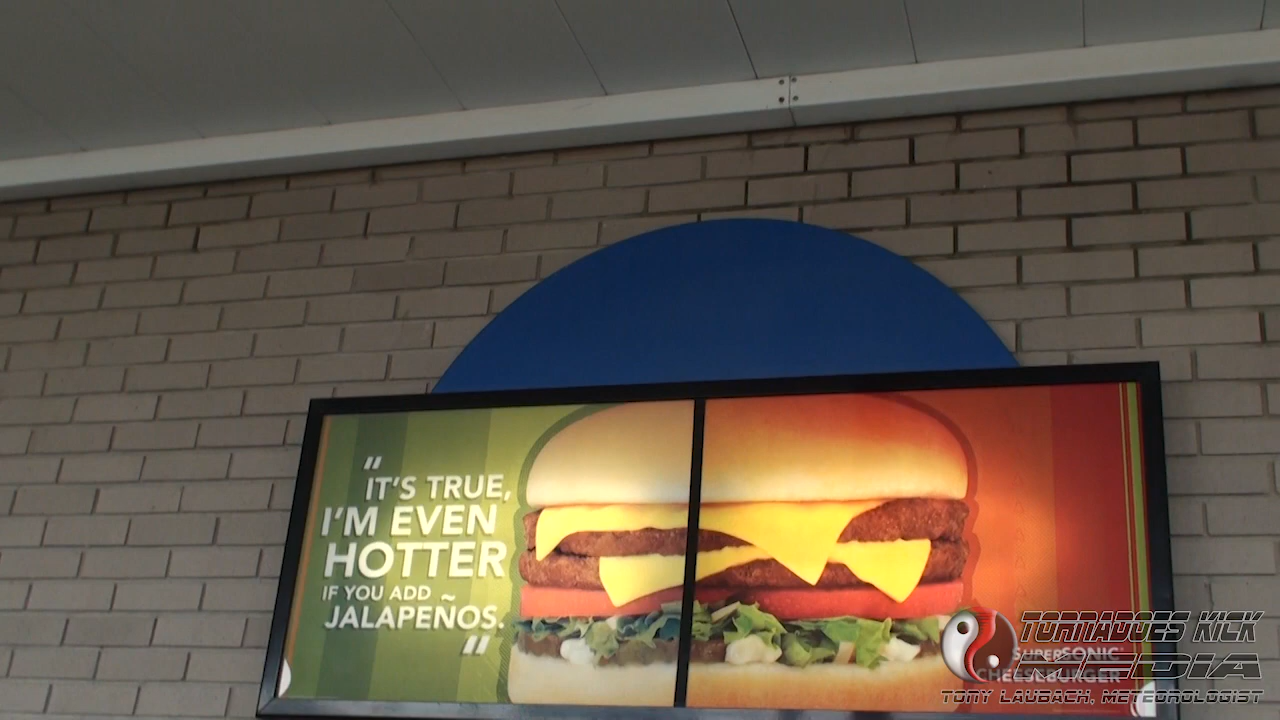 “
IT'S TRUE,
I'M EVEN
HOTTER
IF YOU ADD
JALAPEÑOS.
”
SUPERSONIC®
CHEESEBURGER
TORNADOES KICK
MEDIA
TONY LAUBACH, METEOROLOGIST